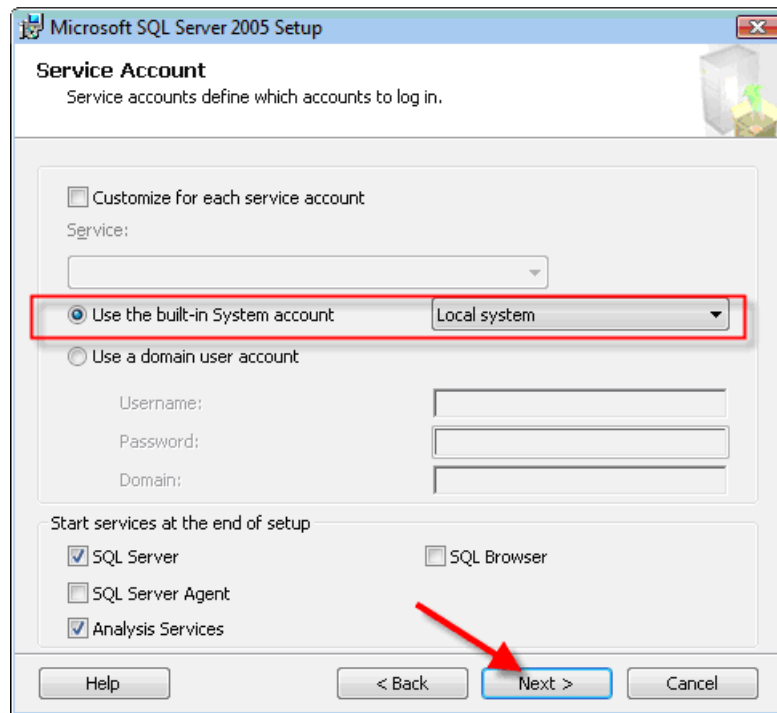 Microsoft SQL Server 2005 Setup
Service Account
Service accounts define which accounts to log in.
Customize for each service account
Service:
Use the built-in System account Local system
Use a domain user account
Username:
Password:
Domain:
Start services at the end of setup
SQL Server SQL Browser
SQL Server Agent
Analysis Services
Help < Back Next > Cancel